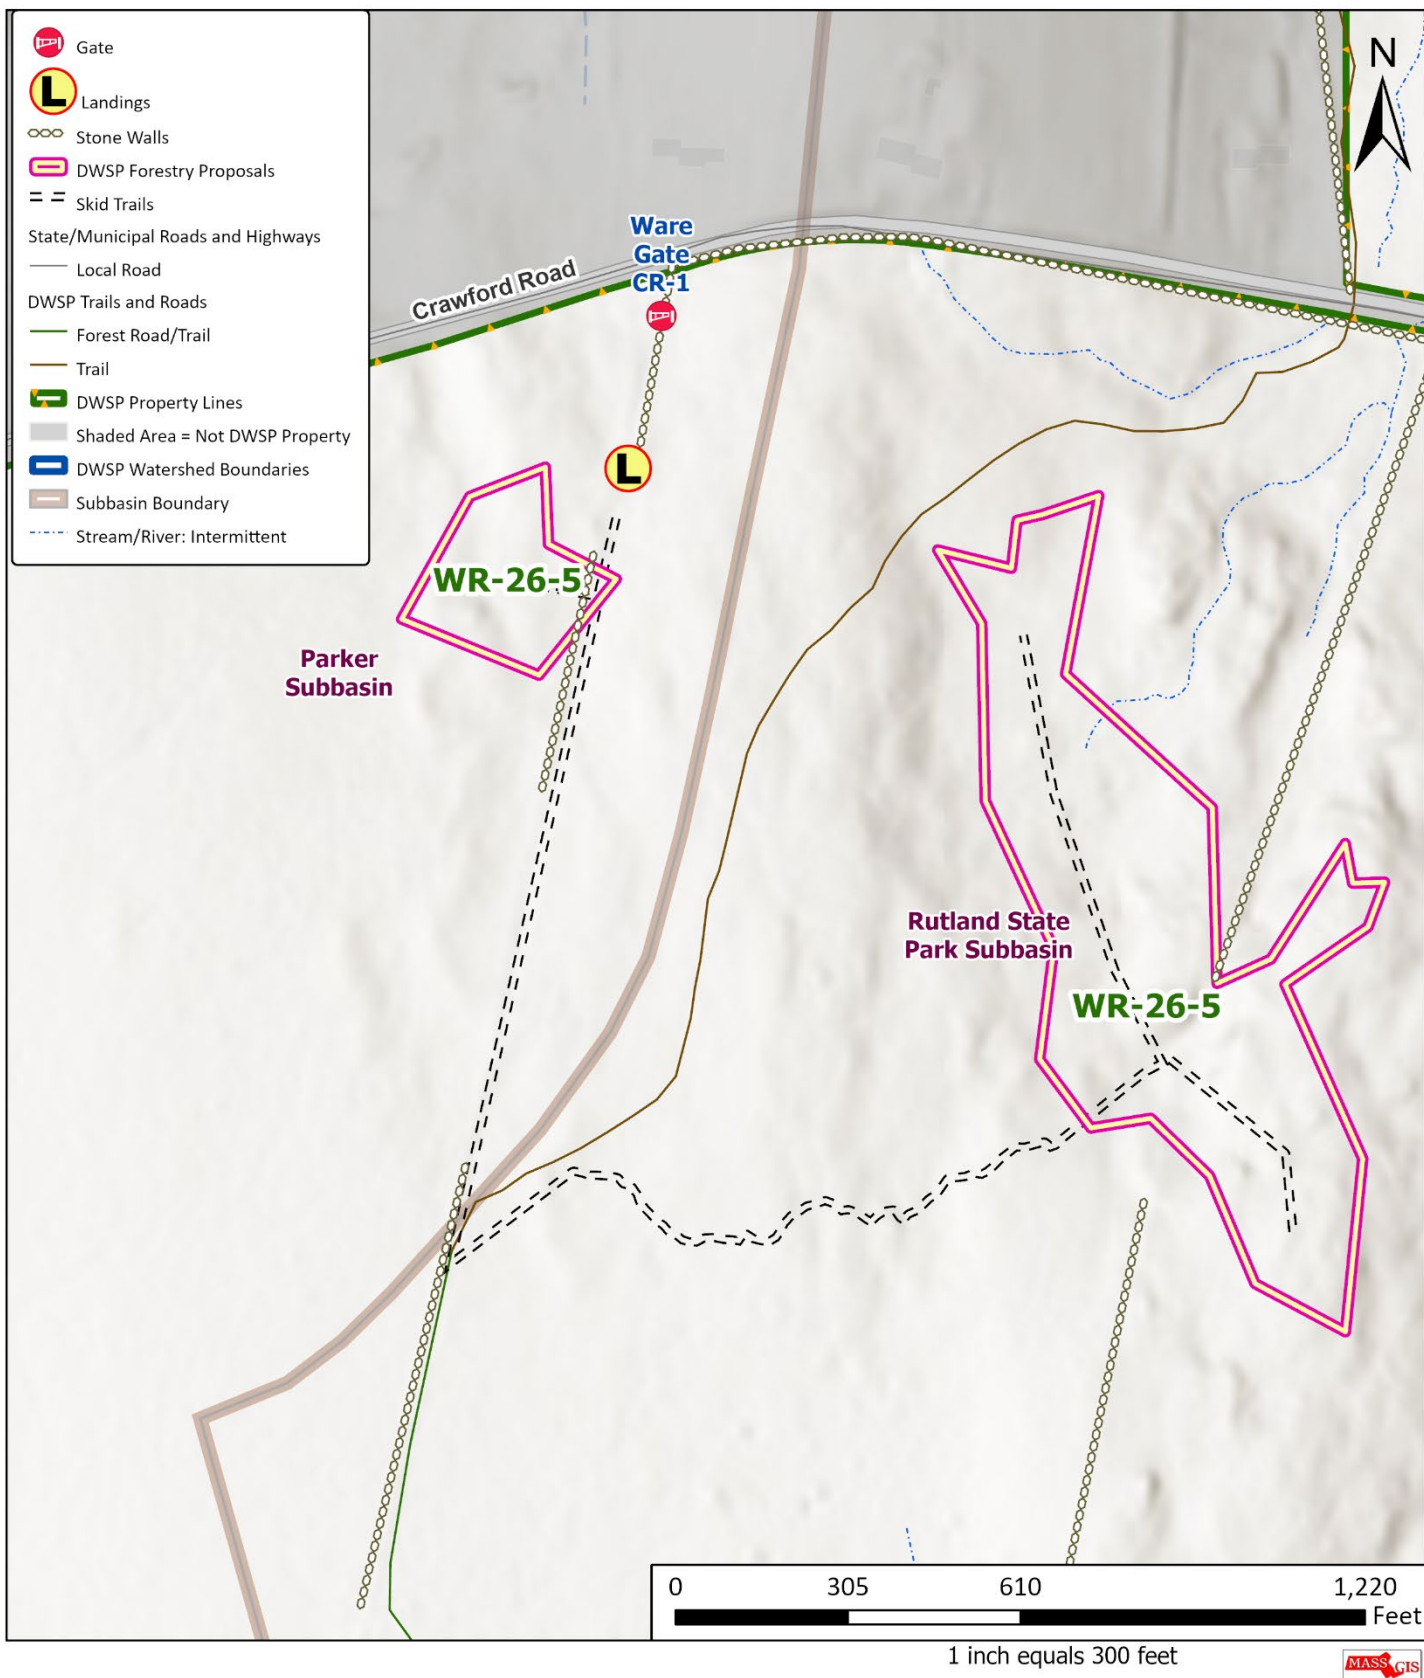 Gate
L
Landings
Stone Walls
DWSP Forestry Proposals
Skid Trails
State/Municipal Roads and Highways
Local Road
DWSP Trails and Roads
Forest Road/Trail
Trail
DWSP Property Lines
Shaded Area = Not DWSP Property
DWSP Watershed Boundaries
Subbasin Boundary
Stream/River: Intermittent
N
Ware
Gate
CR-1
Crawford Road
L
WR-26-5
Parker
Subbasin
Rutland State
Park Subbasin
WR-26-5
0 305 610 1,220
Feet
1 inch equals 300 feet
MASS GIS